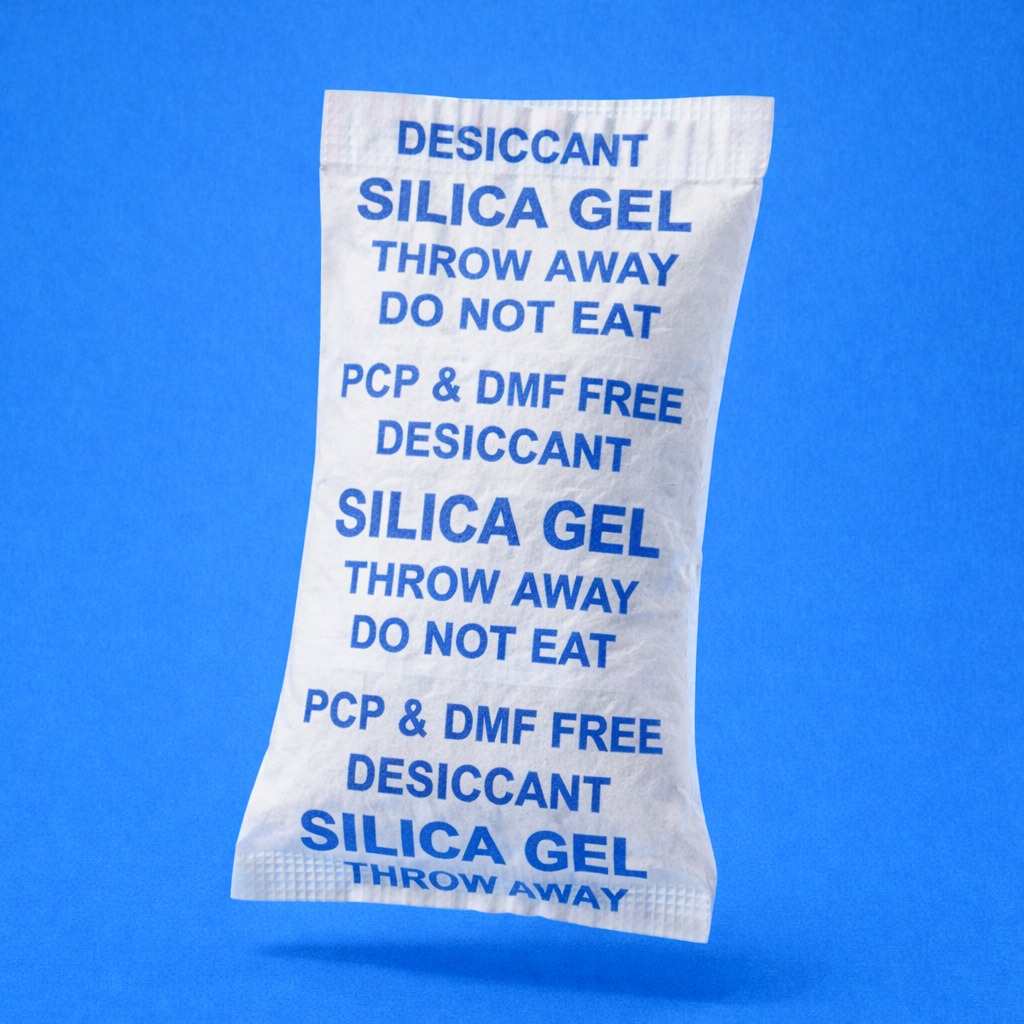 DESICCANT
SILICA GEL
THROW AWAY
DO NOT EAT
PCP & DMF FREE
DESICCANT
SILICA GEL
THROW AWAY
DO NOT EAT
PCP & DMF FREE
DESICCANT
SILICA GEL
THROW AWAY